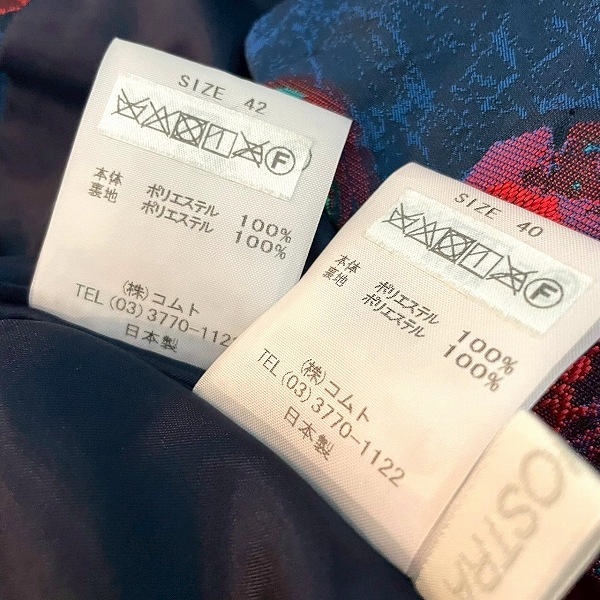 SIZE 42
F
本体 ポリエステル 100%
裏地 ポリエステル 100%
(株)コムト
TEL(03)3770-1122
日本製
SIZE 40
F
本体 ポリエステル 100%
裏地 ポリエステル 100%
(株)コムト
TEL(03)3770-1122
日本製
OSTRA